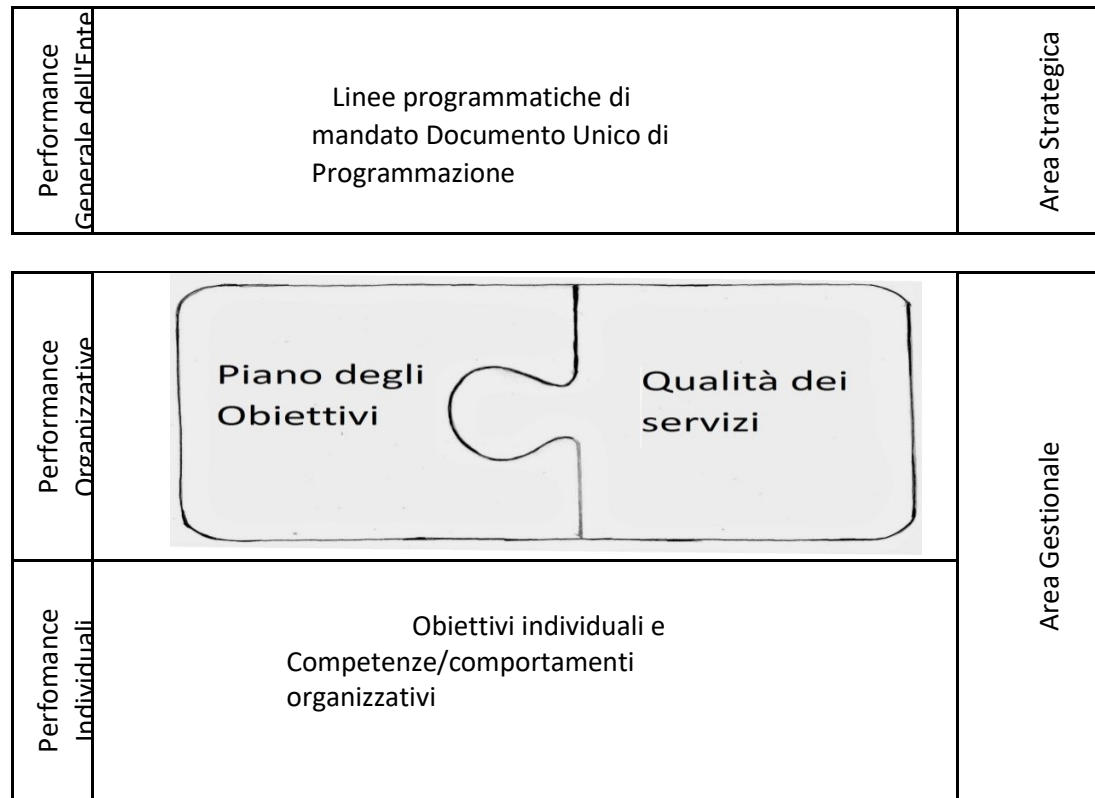 Performance
Generale dell'Ente
Linee programmatiche di
mandato Documento Unico di
Programmazione
Area Strategica
Performance
Organizzative
Piano degli
Obiettivi
Qualità dei
servizi
Area Gestionale
Perfomance
Individuali
Obiettivi individuali e
Competenze/comportamenti
organizzativi